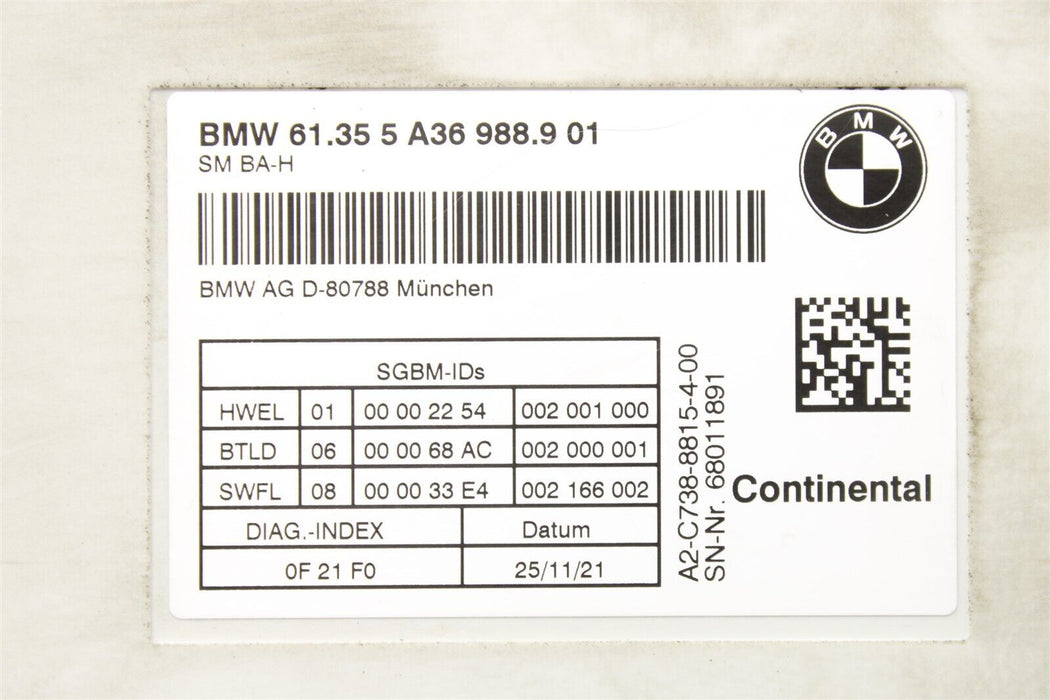 BMW 61.35 5 A36 988.9 01
SM BA-H
BMW
BMW AG D-80788 München
SGBM-IDs
HWEL 01 00 00 22 54 002 001 000
BTLD 06 00 00 68 AC 002 000 001
SWFL 08 00 00 33 E4 002 166 002
DIAG.-INDEX Datum
0F 21 F0 25/11/21
A2-C738-8815-4-00
SN-Nr. 68011891
Continental